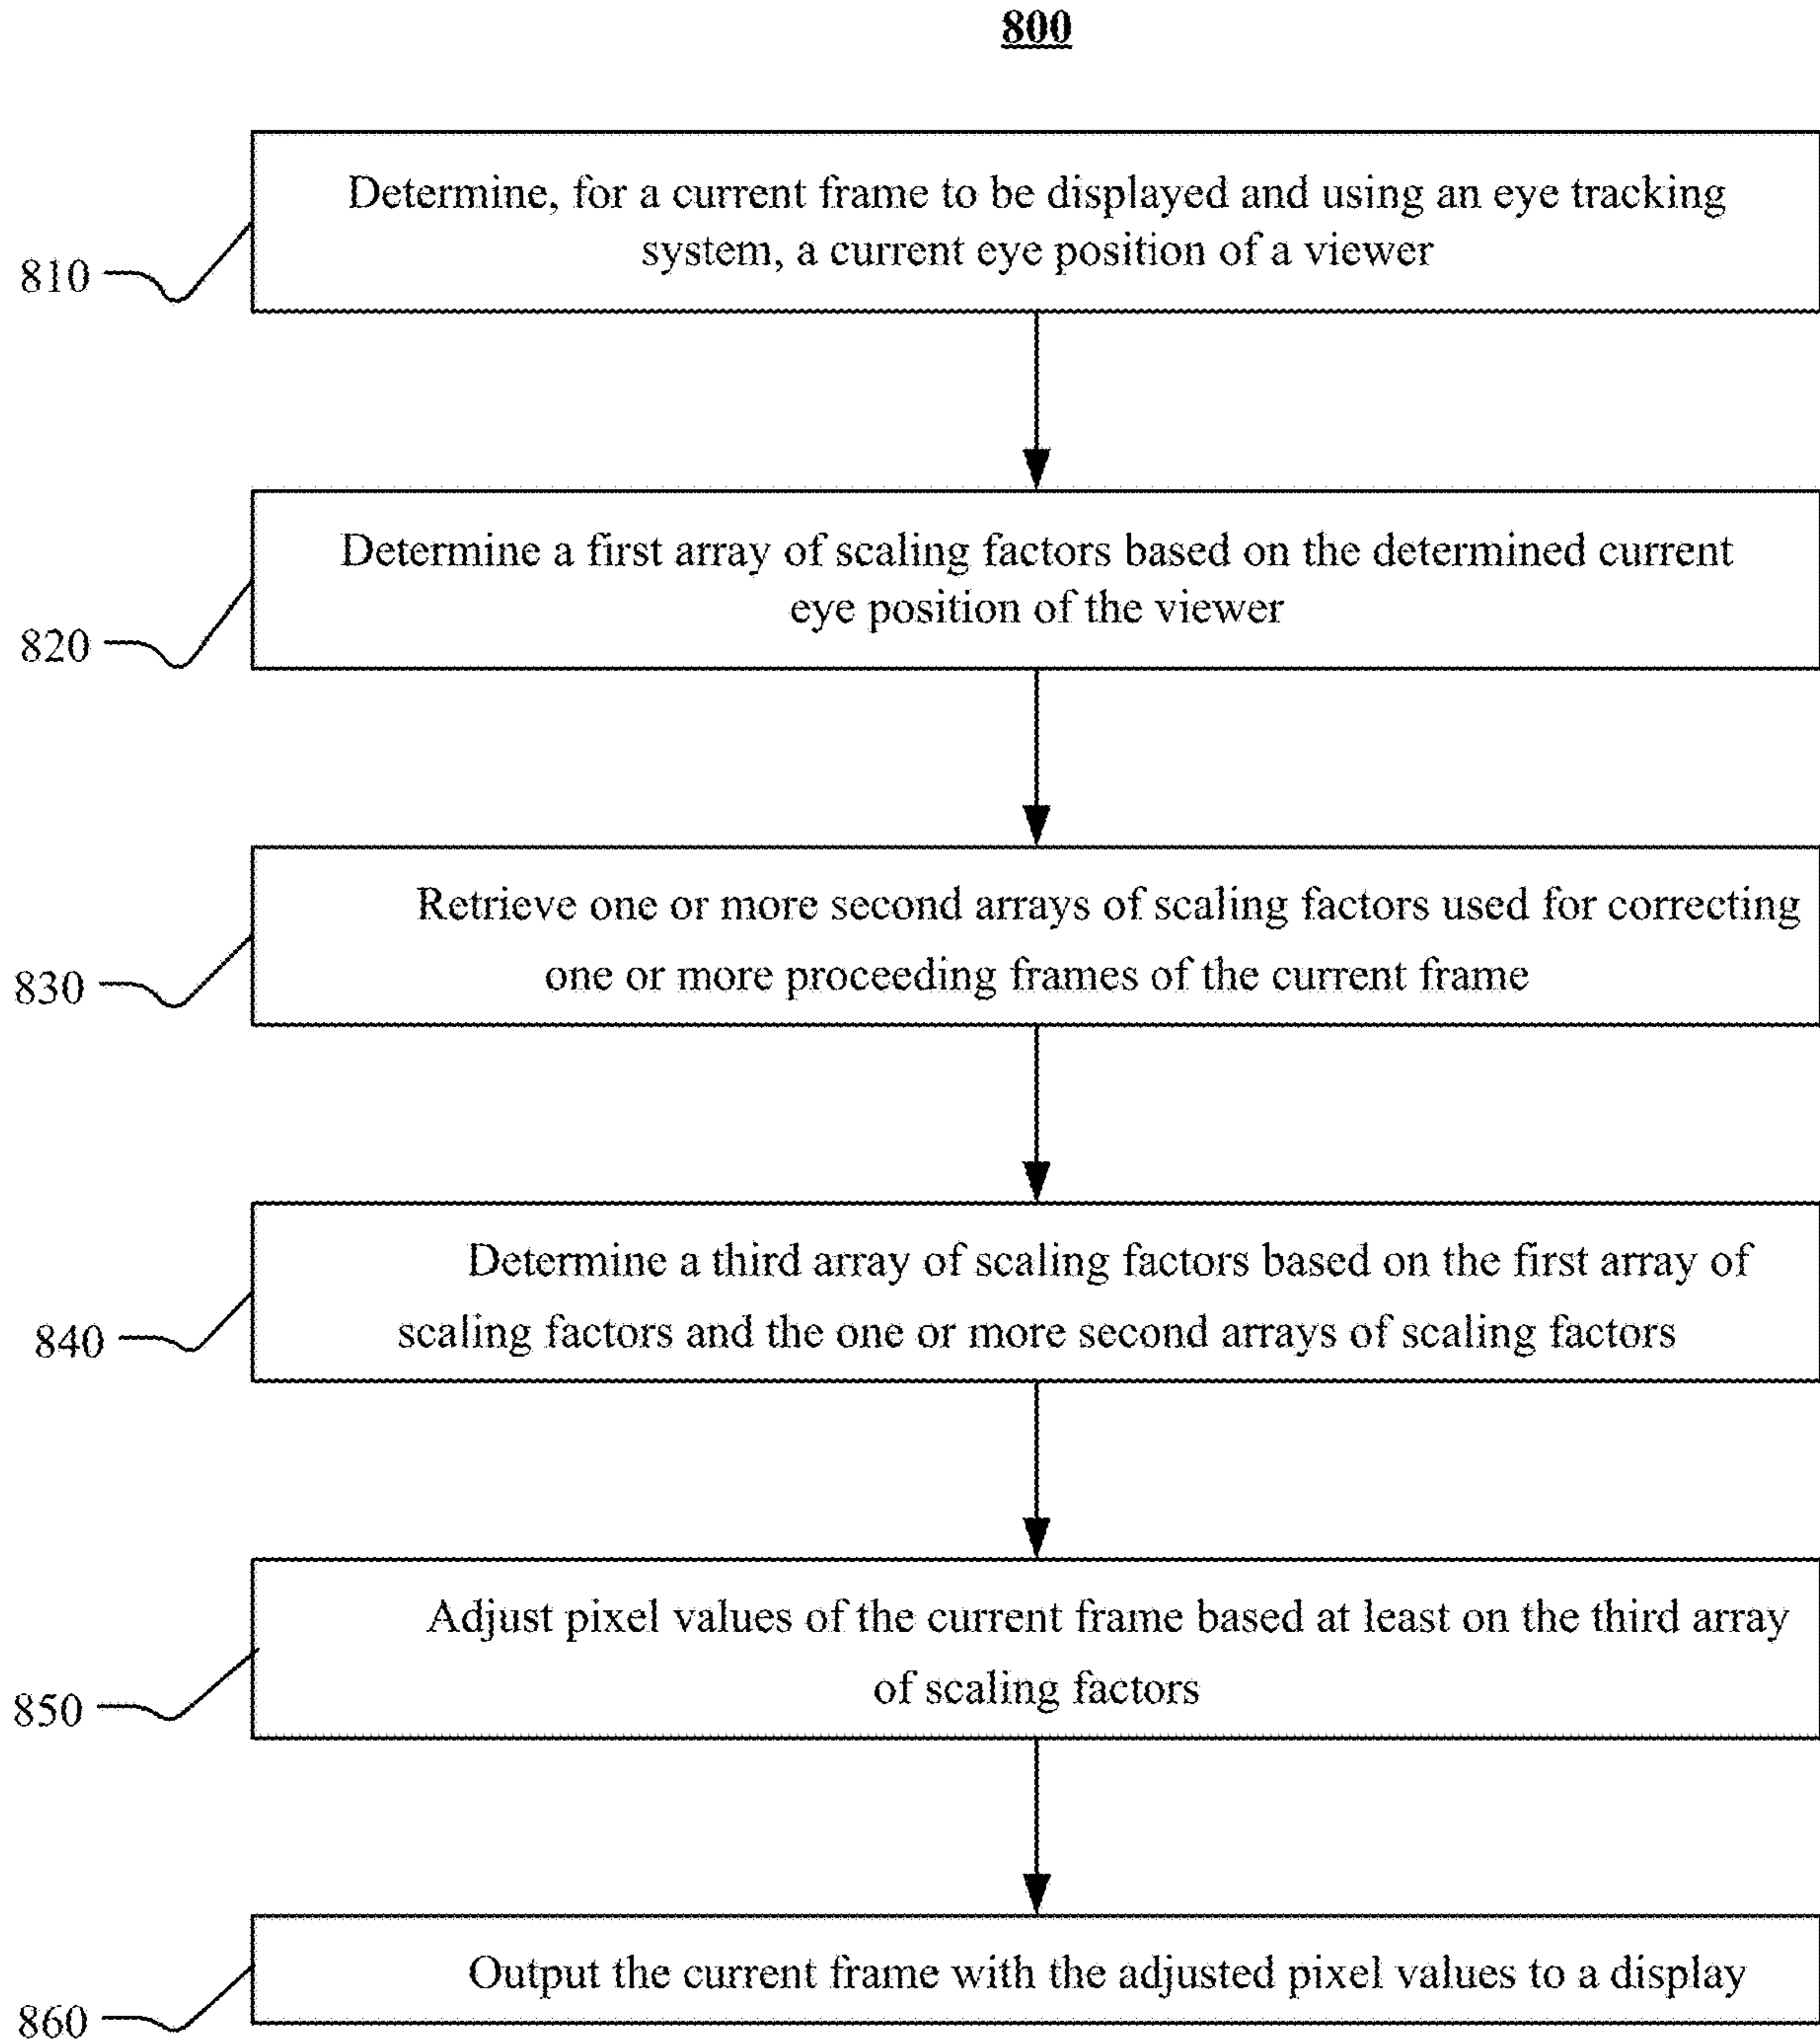 800
Determine, for a current frame to be displayed and using an eye tracking
system, a current eye position of a viewer
810
Determine a first array of scaling factors based on the determined current
eye position of the viewer
820
Retrieve one or more second arrays of scaling factors used for correcting
one or more proceeding frames of the current frame
830
Determine a third array of scaling factors based on the first array of
scaling factors and the one or more second arrays of scaling factors
840
Adjust pixel values of the current frame based at least on the third array
of scaling factors
850
Output the current frame with the adjusted pixel values to a display
860